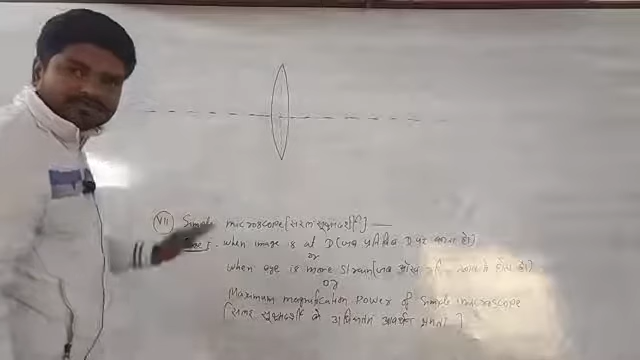 VII Simple microscope [सरल सूक्ष्मदर्शी] —
Case I. When image is at D [जब प्रतिबिंब D पर बनता हो]
or
When eye is more strain [जब आँख हो]
OR
Maximum magnification power of Simple microscope
[सरल सूक्ष्मदर्शी के अधिकतम आवर्धन क्षमता]